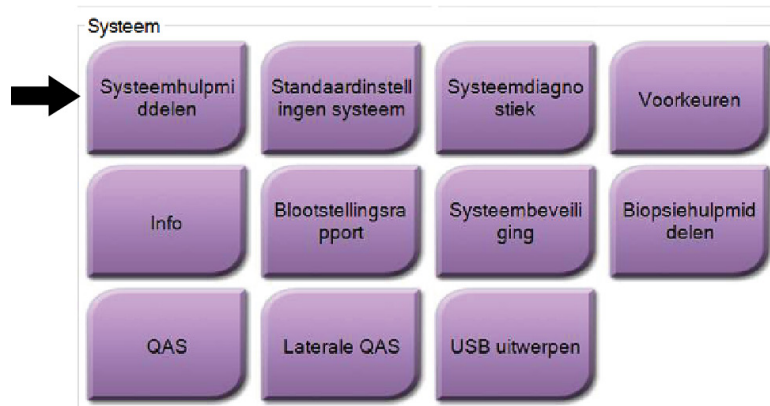 Systeem
Systeemhulpmi
ddelen
Standaardinstell
ingen systeem
Systeemdiagno
stiek
Voorkeuren
Info
Blootstellingsra
pport
Systeembeveili
ging
Biopsiehulpmid
delen
QAS
Laterale QAS
USB uitwerpen